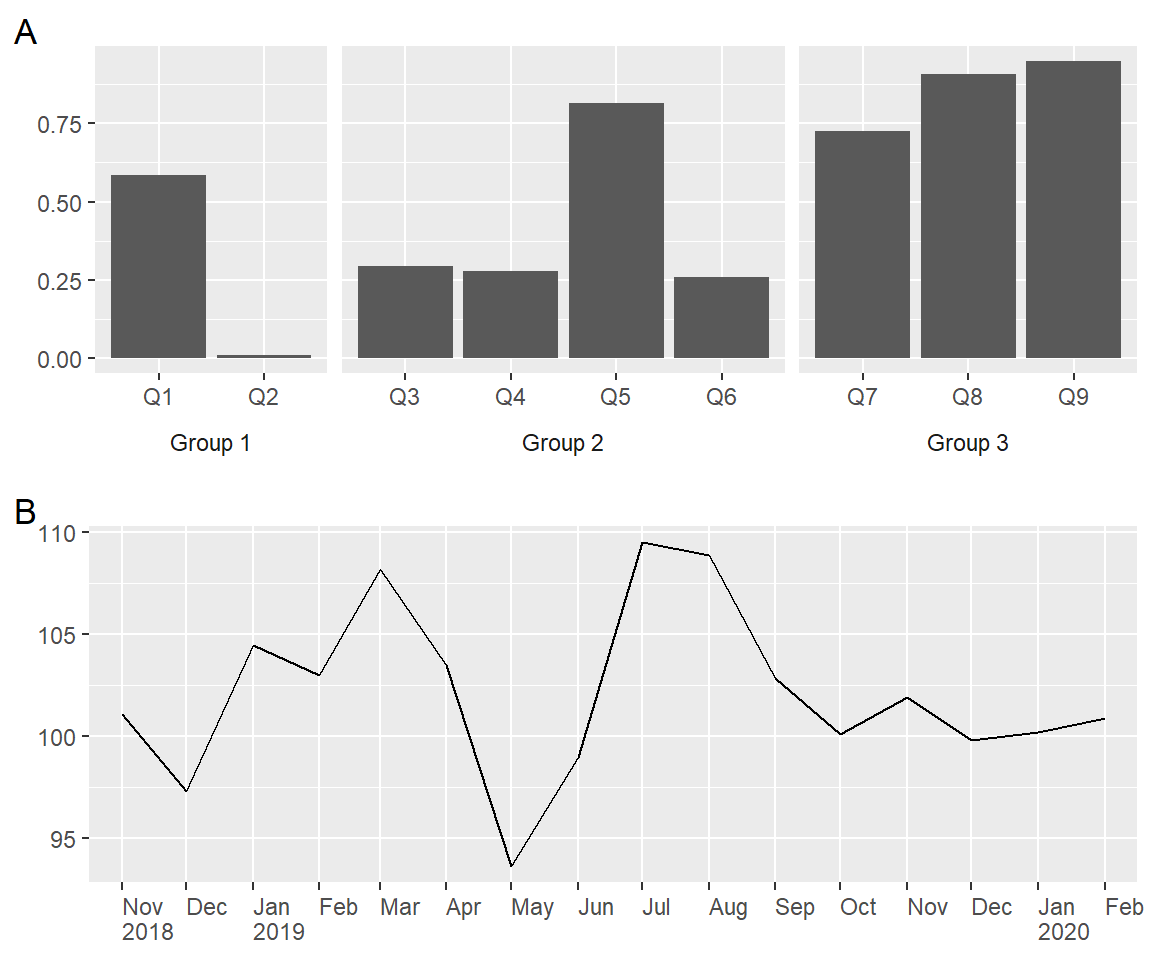 A
0.75
0.50
0.25
0.00
Q1 Q2 Q3 Q4 Q5 Q6 Q7 Q8 Q9
Group 1 Group 2 Group 3
B
110
105
100
95
Nov Dec Jan Feb Mar Apr May Jun Jul Aug Sep Oct Nov Dec Jan Feb
2018 2019 2020